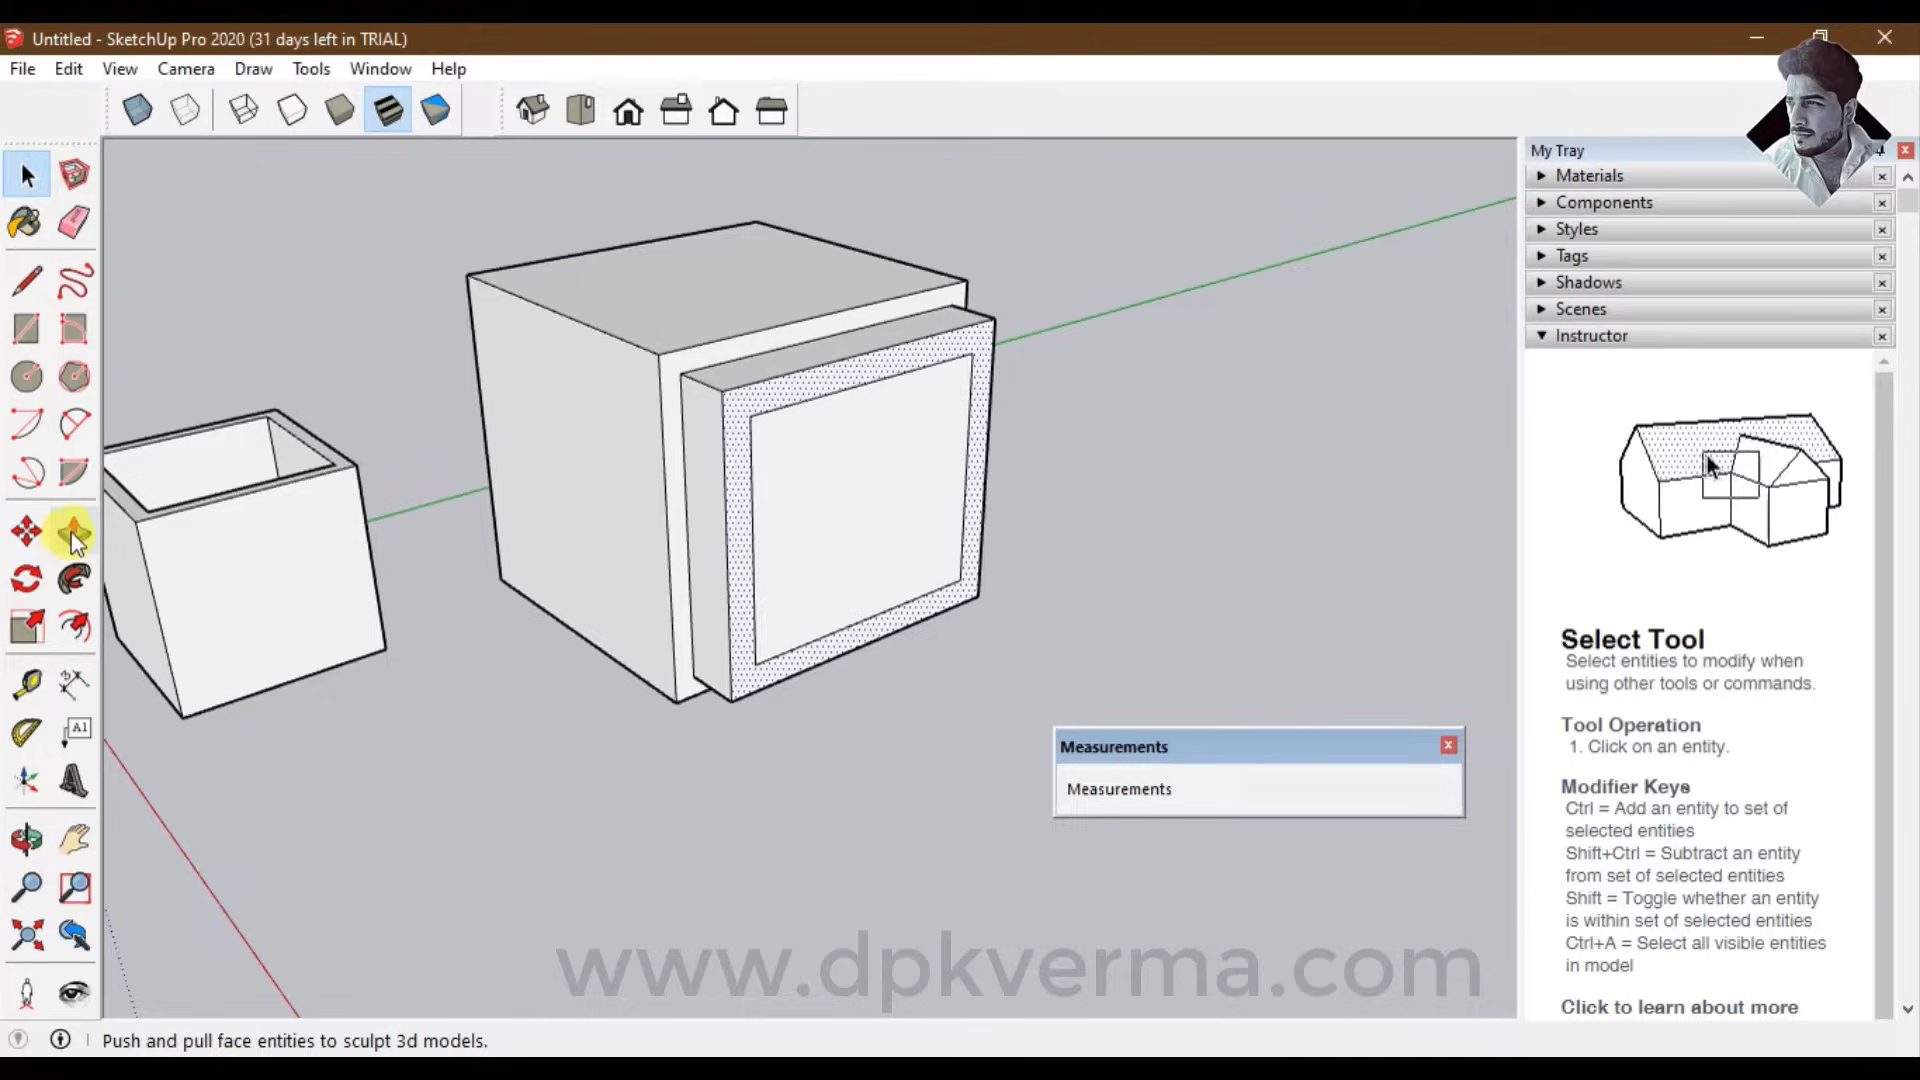 Untitled - SketchUp Pro 2020 (31 days left in TRIAL)
File Edit View Camera Draw Tools Window Help
My Tray
Materials
Components
Styles
Tags
Shadows
Scenes
Instructor
Select Tool
Select entities to modify when
using other tools or commands.
Tool Operation
1. Click on an entity.
Modifier Keys
Ctrl = Add an entity to set of
selected entities
Shift+Ctrl = Subtract an entity
from set of selected entities
Shift = Toggle whether an entity
is within set of selected entities
Ctrl+A = Select all visible entities
in model
Click to learn about more
A1
Measurements
Measurements
www.dpkverma.com
Push and pull face entities to sculpt 3d models.